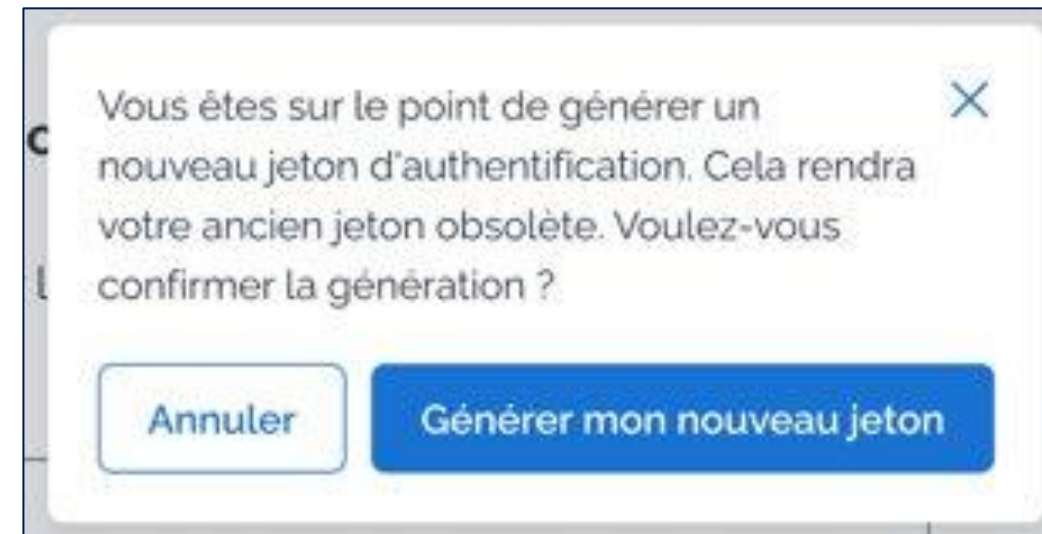 Vous êtes sur le point de générer un
nouveau jeton d'authentification. Cela rendra
votre ancien jeton obsolète. Voulez-vous
confirmer la génération ?
Annuler
Générer mon nouveau jeton